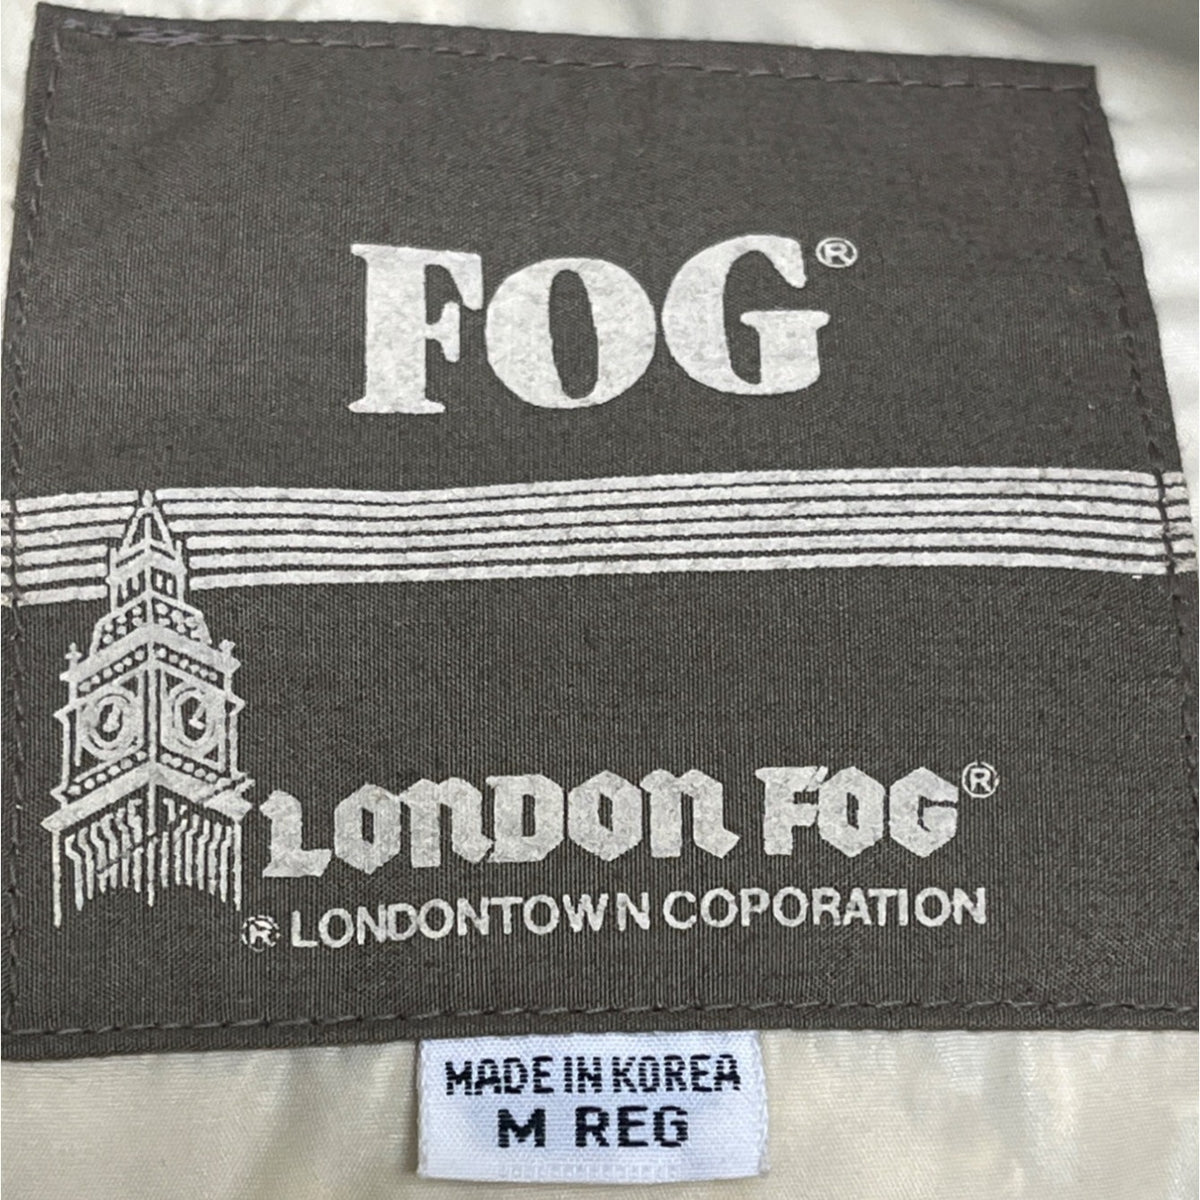 FOG®
LONDON FOG®
® LONDONTOWN COPORATION
MADE IN KOREA
M REG